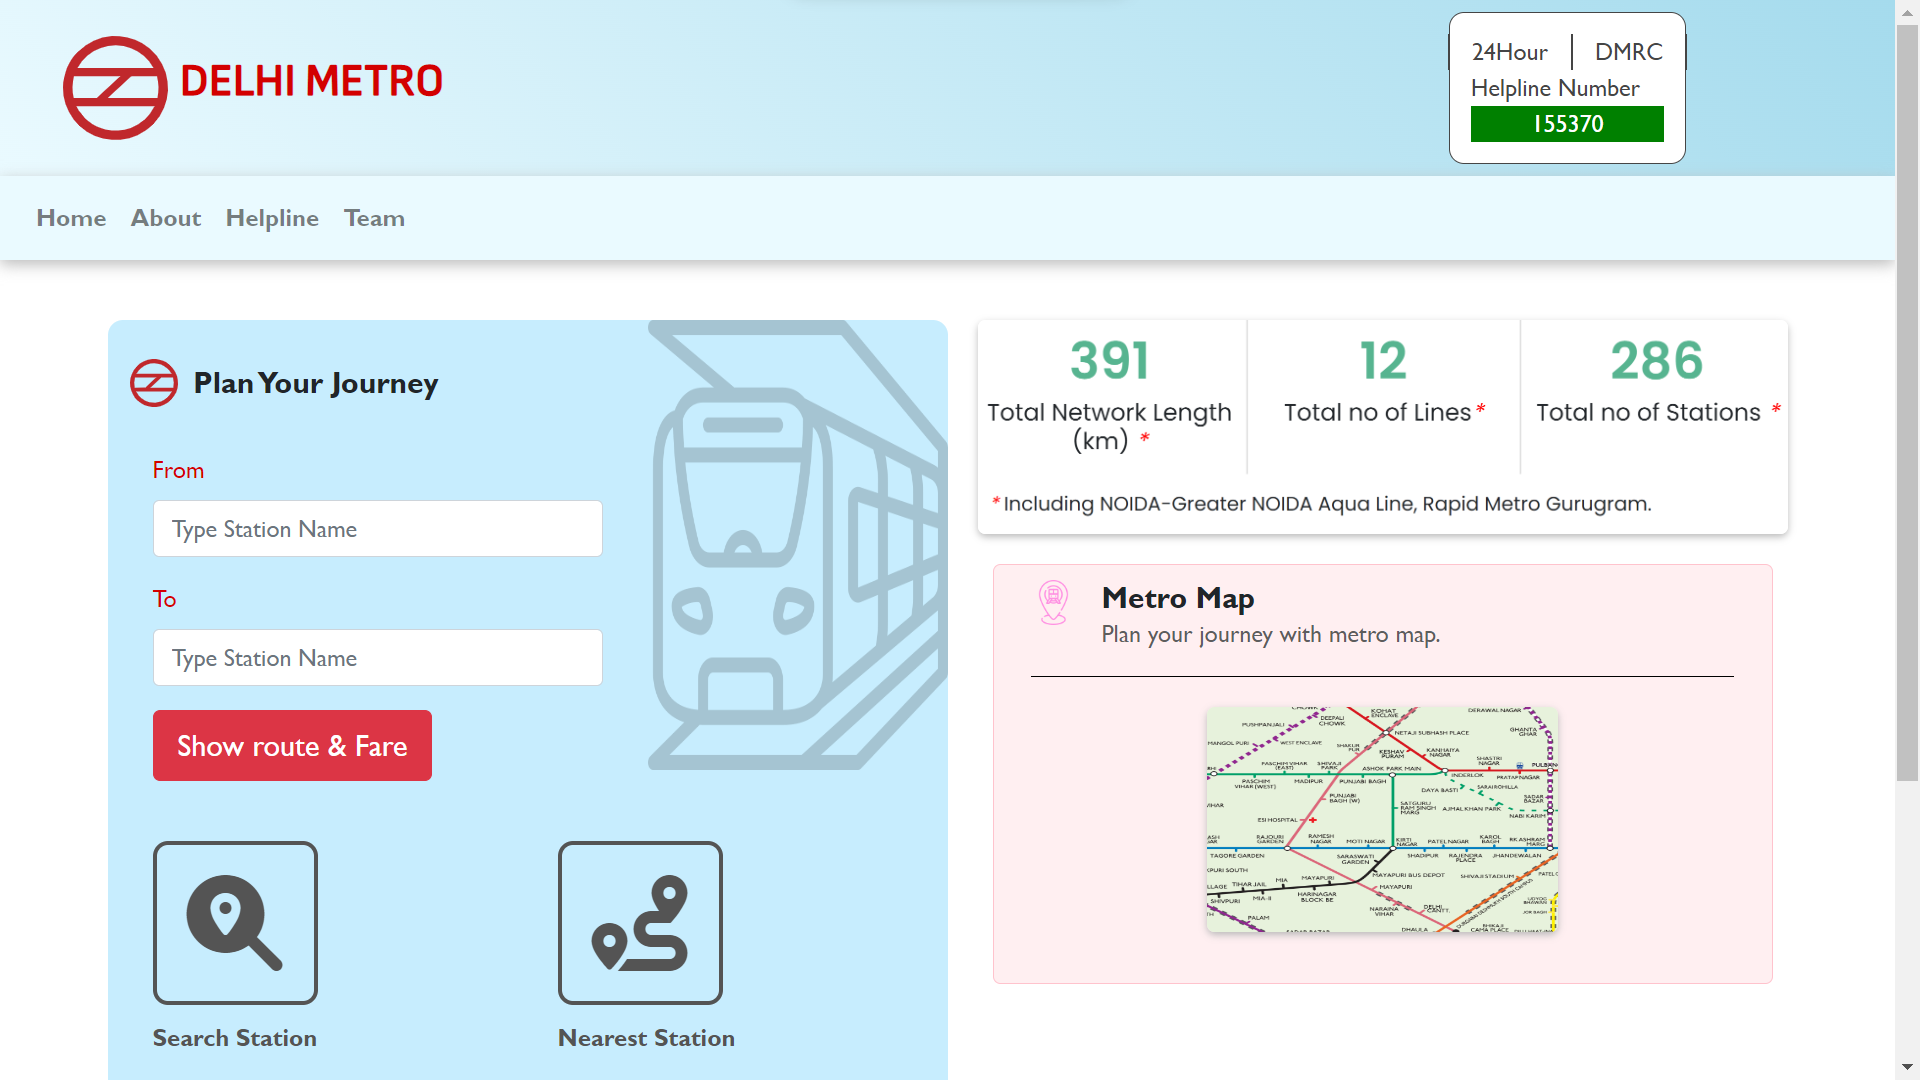 DELHI METRO
24Hour DMRC
Helpline Number
155370
Home About Helpline Team
Plan Your Journey
From
Type Station Name
To
Type Station Name
Show route & Fare
Search Station
Nearest Station
391
Total Network Length
(km) *
12
Total no of Lines *
286
Total no of Stations *
* Including NOIDA-Greater NOIDA Aqua Line, Rapid Metro Gurugram.
Metro Map
Plan your journey with metro map.
KOHAT
ENCLAVE
DERAWAL NAGAR
PUSHPANJALI
DEEPALI
CHOWK
GHANTA
GHAR
NETAJI SUBHASH PLACE
MANGOL PURI
WEST ENCLAVE
SHAKUR
PUR
KESHAV
PURAM
KANHAIYA
NAGAR
SHASTRI
NAGAR
PASCHIM VIHAR
(EAST)
SHIVAJI
PARK
ASHOK PARK MAIN
INDERLOK
PRATAP NAGAR
PASCHIM
VIHAR (WEST)
MADIPUR
PUNJABI BAGH
DAYA BASTI
SARAI ROHILLA
PUNJABI
BAGH (W)
SATGURU
RAM SINGH
MARG
AJMAL KHAN PARK
SADAR
BAZAR
NABI KARIM
ESI HOSPITAL
RAJOURI
GARDEN
RAMESH
NAGAR
MOTI NAGAR
KIRTI
NAGAR
PATEL NAGAR
KAROL
BAGH
RK ASHRAM
MARG
TAGORE GARDEN
SARASWATI
GARDEN
SHADIPUR
RAJENDRA
PLACE
JHANDEWALAN
MAYAPURI BUS DEPOT
SHIVAJI STADIUM
TIHAR JAIL
MIA
MAYAPURI
MAYAPURI
SHIVPURI
MIA-II
HARINAGAR
BLOCK BE
NARAINA
VIHAR
DELHI
CANTT.
PALAM
BHIKAJI
CAMA PLACE